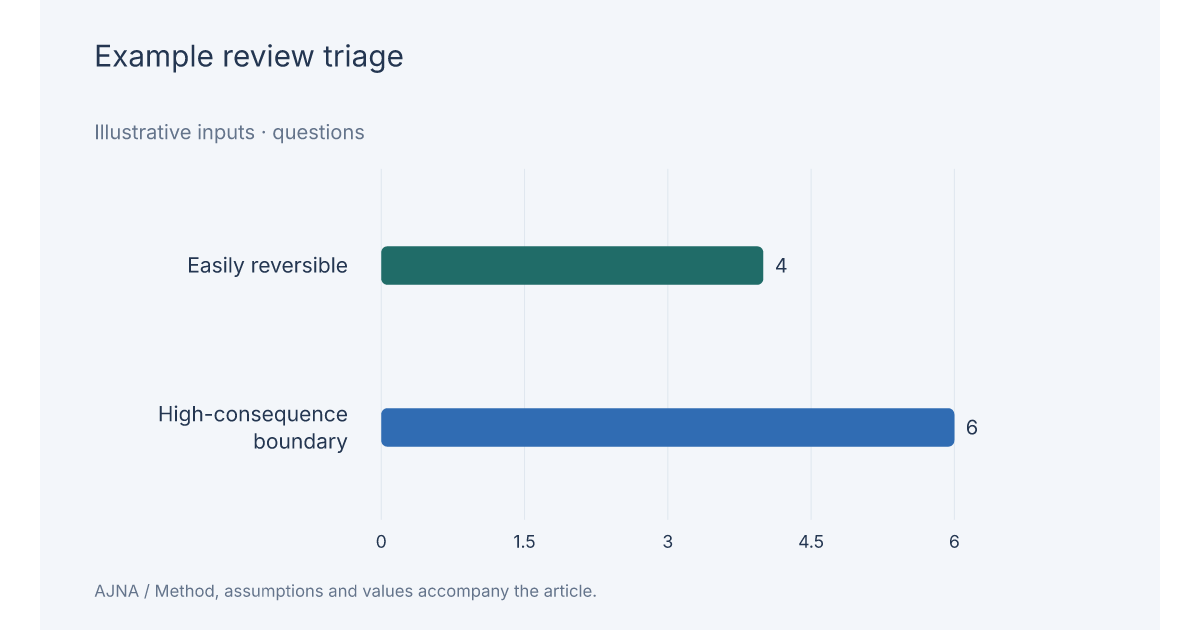 Example review triage
Illustrative inputs · questions
Easily reversible
4
High-consequence
boundary
6
0
1.5
3
4.5
6
AJNA / Method, assumptions and values accompany the article.